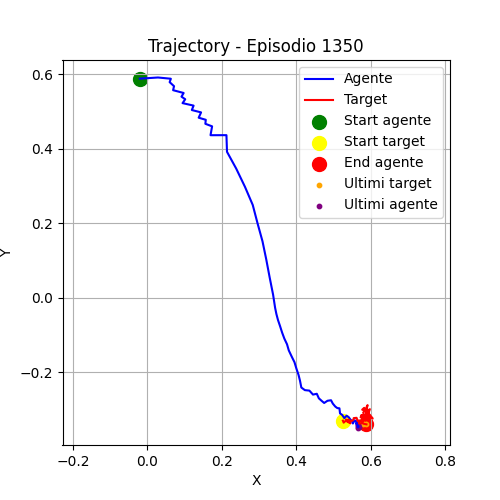 Trajectory - Episodio 1350
Agente
Target
Start agente
Start target
End agente
Ultimi target
Ultimi agente
0.6
0.4
0.2
0.0
−0.2
Y
−0.2
0.0
0.2
0.4
0.6
0.8
X